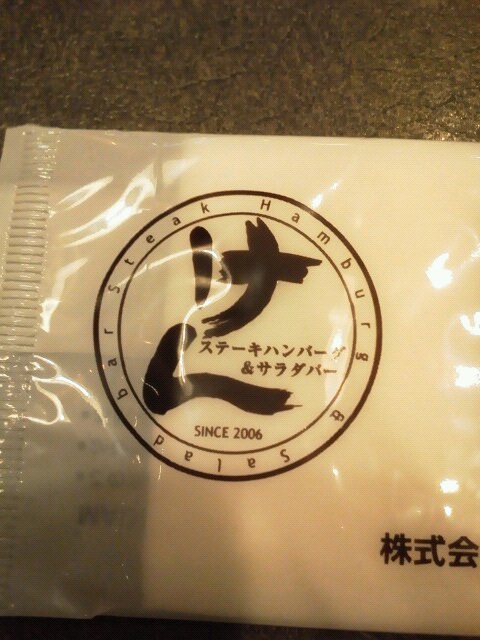 Steak Hamburg & Salad bar
けん
ステーキハンバーグ
&サラダバー
SINCE 2006
株式会